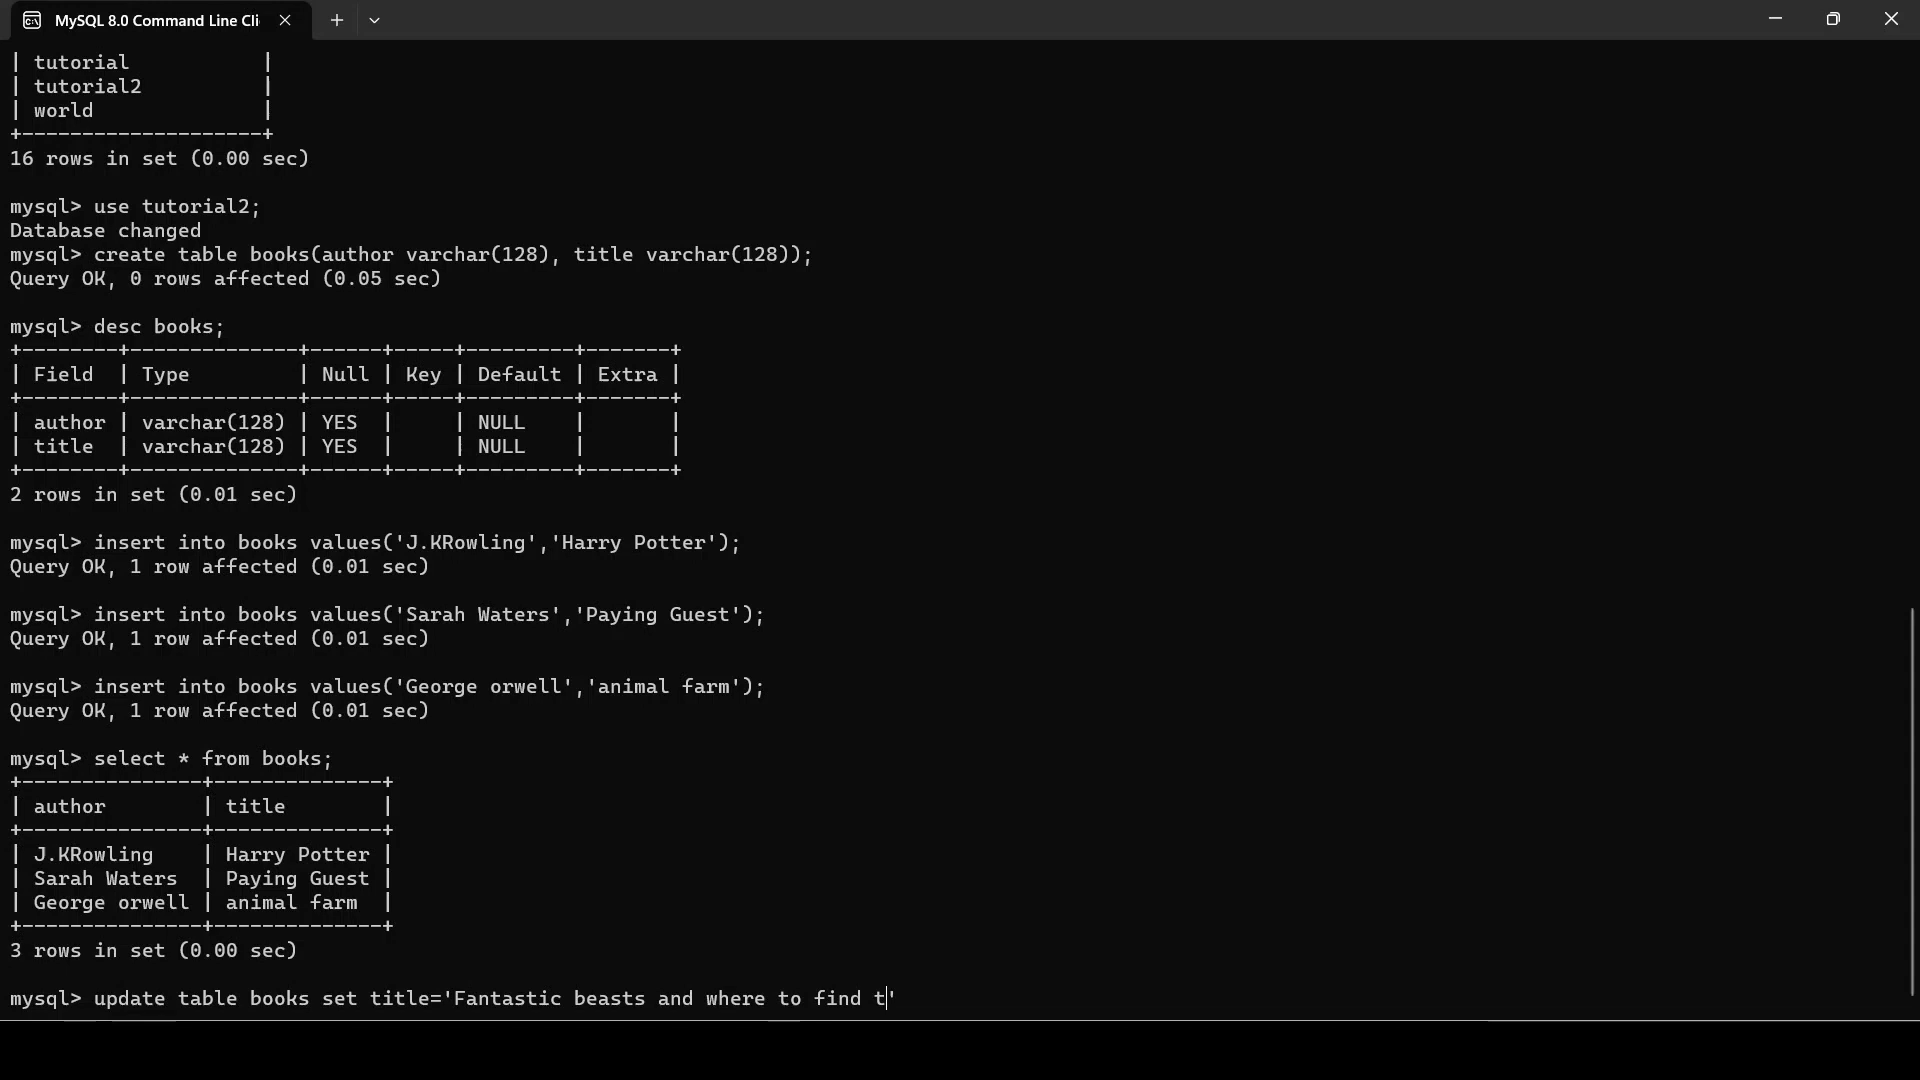 MySQL 8.0 Command Line Cli
| tutorial           |
| tutorial2          |
| world              |
+--------------------+
16 rows in set (0.00 sec)
mysql> use tutorial2;
Database changed
mysql> create table books(author varchar(128), title varchar(128));
Query OK, 0 rows affected (0.05 sec)
mysql> desc books;
+--------+--------------+------+-----+---------+-------+
| Field  | Type         | Null | Key | Default | Extra |
+--------+--------------+------+-----+---------+-------+
| author | varchar(128) | YES  |     | NULL    |       |
| title  | varchar(128) | YES  |     | NULL    |       |
+--------+--------------+------+-----+---------+-------+
2 rows in set (0.01 sec)
mysql> insert into books values('J.KRowling','Harry Potter');
Query OK, 1 row affected (0.01 sec)
mysql> insert into books values('Sarah Waters','Paying Guest');
Query OK, 1 row affected (0.01 sec)
mysql> insert into books values('George orwell','animal farm');
Query OK, 1 row affected (0.01 sec)
mysql> select * from books;
+---------------+--------------+
| author        | title        |
+---------------+--------------+
| J.KRowling    | Harry Potter |
| Sarah Waters  | Paying Guest |
| George orwell | animal farm  |
+---------------+--------------+
3 rows in set (0.00 sec)
mysql> update table books set title='Fantastic beasts and where to find t'